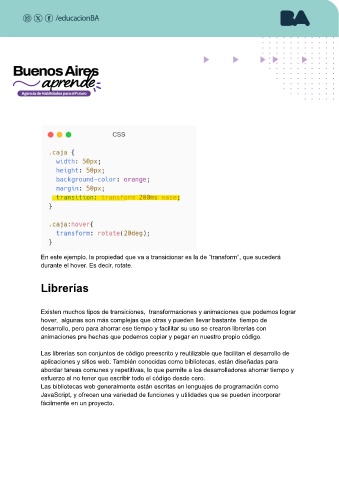 /educacionBA
BA
Buenos Aires
aprende
Agencia de Habilidades para el Futuro
CSS
.caja {
width: 50px;
height: 50px;
background-color: orange;
margin: 50px;
transition: transform 200ms ease;
}
.caja:hover{
transform: rotate(20deg);
}
En este ejemplo, la propiedad que va a transicionar es la de “transform”, que sucederá
durante el hover. Es decir, rotate.
Librerías
Existen muchos tipos de transiciones, transformaciones y animaciones que podemos lograr
hover, algunas son más complejas que otras y pueden llevar bastante tiempo de
desarrollo, pero para ahorrar ese tiempo y facilitar su uso se crearon librerías con
animaciones pre hechas que podemos copiar y pegar en nuestro propio código.
Las librerías son conjuntos de código preescrito y reutilizable que facilitan el desarrollo de
aplicaciones y sitios web. También conocidas como bibliotecas, están diseñadas para
abordar tareas comunes y repetitivas, lo que permite a los desarrolladores ahorrar tiempo y
esfuerzo al no tener que escribir todo el código desde cero.
Las bibliotecas web generalmente están escritas en lenguajes de programación como
JavaScript, y ofrecen una variedad de funciones y utilidades que se pueden incorporar
fácilmente en un proyecto.